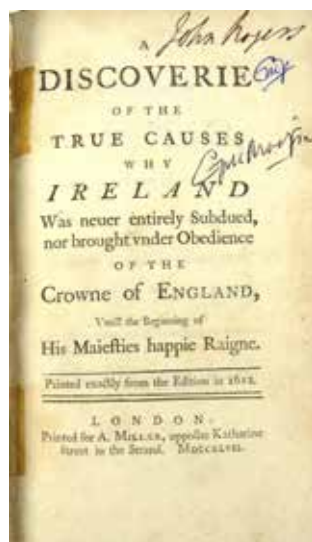 A John Rogers
DISCOVERIE
OF THE
TRUE CAUSES
WHY
IRELAND
Was neuer entirely Subdued,
nor brought vnder Obedience
OF THE
Crowne of ENGLAND,
Vntill the Beginning of
His Maieſties happie Raigne.
Printed exactly from the Edition in 1612.
LONDON:
Printed for A. MILLAR, oppoſite Katharine
Street in the Strand. MDCCXLVII.